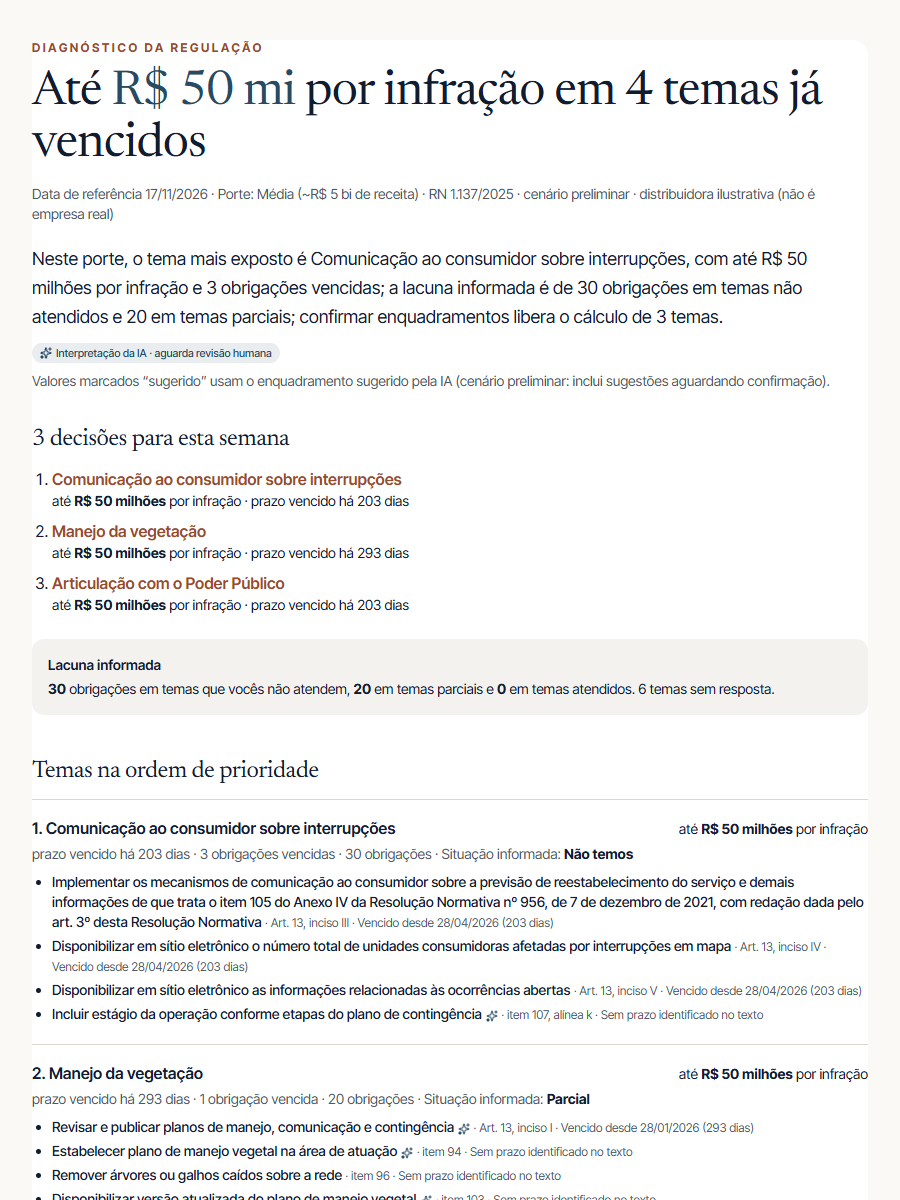 DIAGNÓSTICO DA REGULAÇÃO
Até R$ 50 mi por infração em 4 temas já
vencidos
Data de referência 17/11/2026 · Porte: Média (~R$ 5 bi de receita) · RN 1.137/2025 · cenário preliminar · distribuidora ilustrativa (não é
empresa real)
Neste porte, o tema mais exposto é Comunicação ao consumidor sobre interrupções, com até R$ 50
milhões por infração e 3 obrigações vencidas; a lacuna informada é de 30 obrigações em temas não
atendidos e 20 em temas parciais; confirmar enquadramentos libera o cálculo de 3 temas.
Interpretação da IA · aguarda revisão humana
Valores marcados “sugerido” usam o enquadramento sugerido pela IA (cenário preliminar: inclui sugestões aguardando confirmação).
3 decisões para esta semana
1. Comunicação ao consumidor sobre interrupções
até R$ 50 milhões por infração · prazo vencido há 203 dias
2. Manejo da vegetação
até R$ 50 milhões por infração · prazo vencido há 293 dias
3. Articulação com o Poder Público
até R$ 50 milhões por infração · prazo vencido há 203 dias
Lacuna informada
30 obrigações em temas que vocês não atendem, 20 em temas parciais e 0 em temas atendidos. 6 temas sem resposta.
Temas na ordem de prioridade
1. Comunicação ao consumidor sobre interrupções até R$ 50 milhões por infração
prazo vencido há 203 dias · 3 obrigações vencidas · 30 obrigações · Situação informada: Não temos
• Implementar os mecanismos de comunicação ao consumidor sobre a previsão de reestabelecimento do serviço e demais
informações de que trata o item 105 do Anexo IV da Resolução Normativa nº 956, de 7 de dezembro de 2021, com redação dada pelo
art. 3º desta Resolução Normativa · Art. 13, inciso III · Vencido desde 28/04/2026 (203 dias)
• Disponibilizar em sítio eletrônico o número total de unidades consumidoras afetadas por interrupções em mapa · Art. 13, inciso IV ·
Vencido desde 28/04/2026 (203 dias)
• Disponibilizar em sítio eletrônico as informações relacionadas às ocorrências abertas · Art. 13, inciso V · Vencido desde 28/04/2026 (203 dias)
• Incluir estágio da operação conforme etapas do plano de contingência · item 107, alínea k · Sem prazo identificado no texto
2. Manejo da vegetação até R$ 50 milhões por infração
prazo vencido há 293 dias · 1 obrigação vencida · 20 obrigações · Situação informada: Parcial
• Revisar e publicar planos de manejo, comunicação e contingência · Art. 13, inciso I · Vencido desde 28/01/2026 (293 dias)
• Estabelecer plano de manejo vegetal na área de atuação · item 94 · Sem prazo identificado no texto
• Remover árvores ou galhos caídos sobre a rede · item 96 · Sem prazo identificado no texto
• Disponibilizar versão atualizada do plano de manejo vegetal · item 103 · Sem prazo identificado no texto